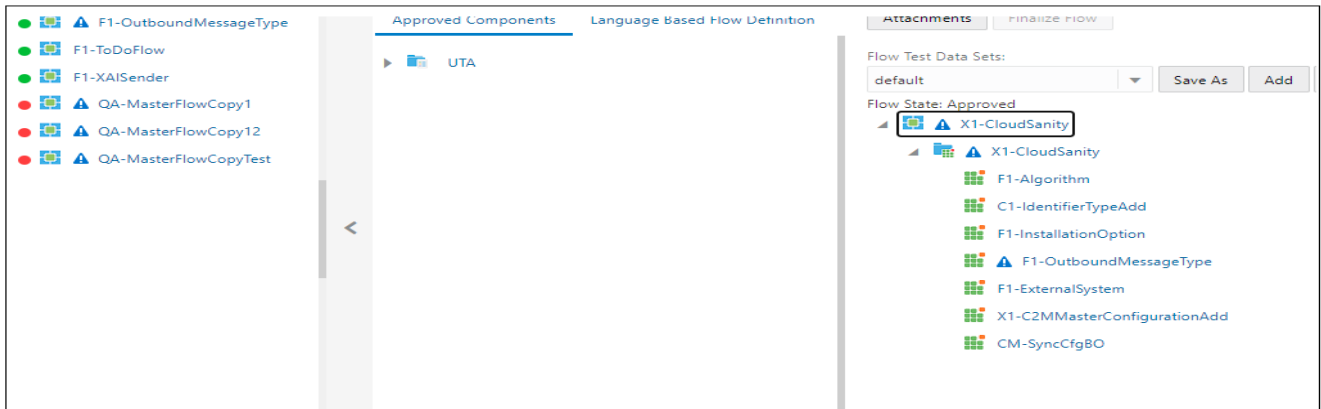 F1-OutboundMessageType
F1-ToDoFlow
F1-XAISender
QA-MasterFlowCopy1
QA-MasterFlowCopy12
QA-MasterFlowCopyTest
<
Approved Components
Language Based Flow Definition
UTA
Attachments
Finalize Flow
Flow Test Data Sets:
default
Save As
Add
Flow State: Approved
X1-CloudSanity
X1-CloudSanity
F1-Algorithm
C1-IdentifierTypeAdd
F1-InstallationOption
F1-OutboundMessageType
F1-ExternalSystem
X1-C2MMasterConfigurationAdd
CM-SyncCfgBO